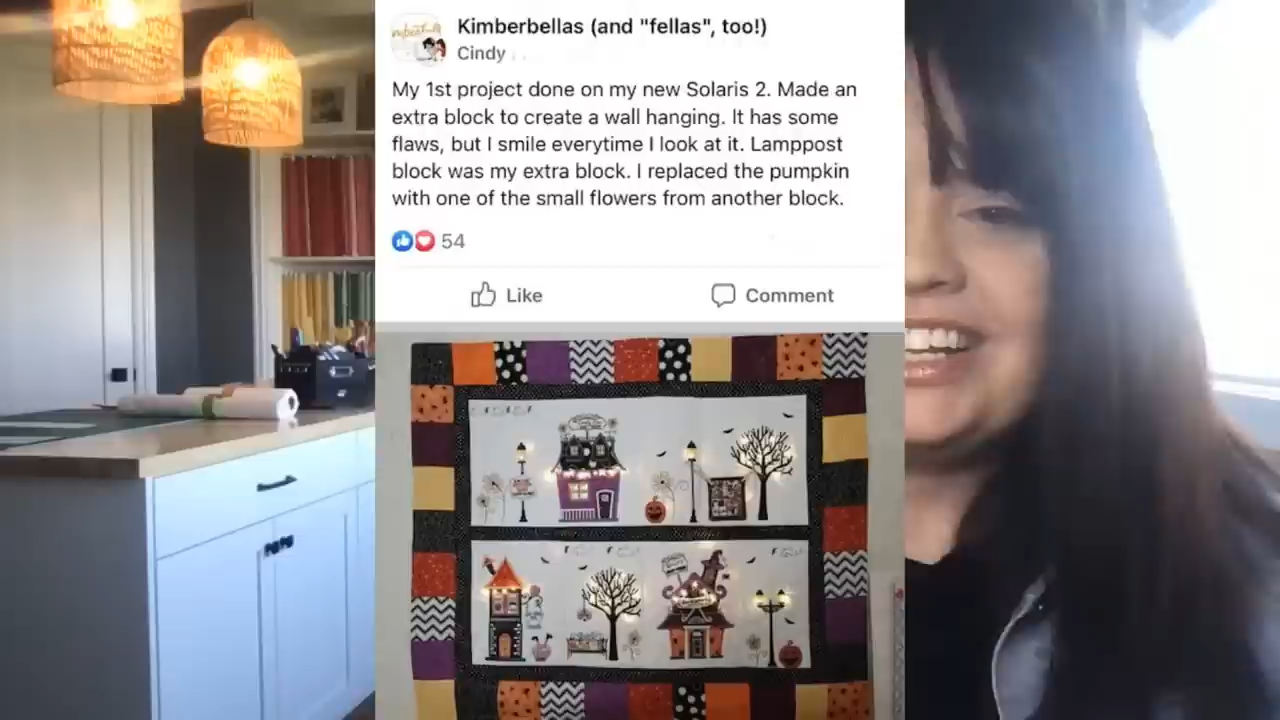 Kimberbellas (and "fellas", too!)
Cindy
My 1st project done on my new Solaris 2. Made an
extra block to create a wall hanging. It has some
flaws, but I smile everytime I look at it. Lamppost
block was my extra block. I replaced the pumpkin
with one of the small flowers from another block.
54
Like
Comment